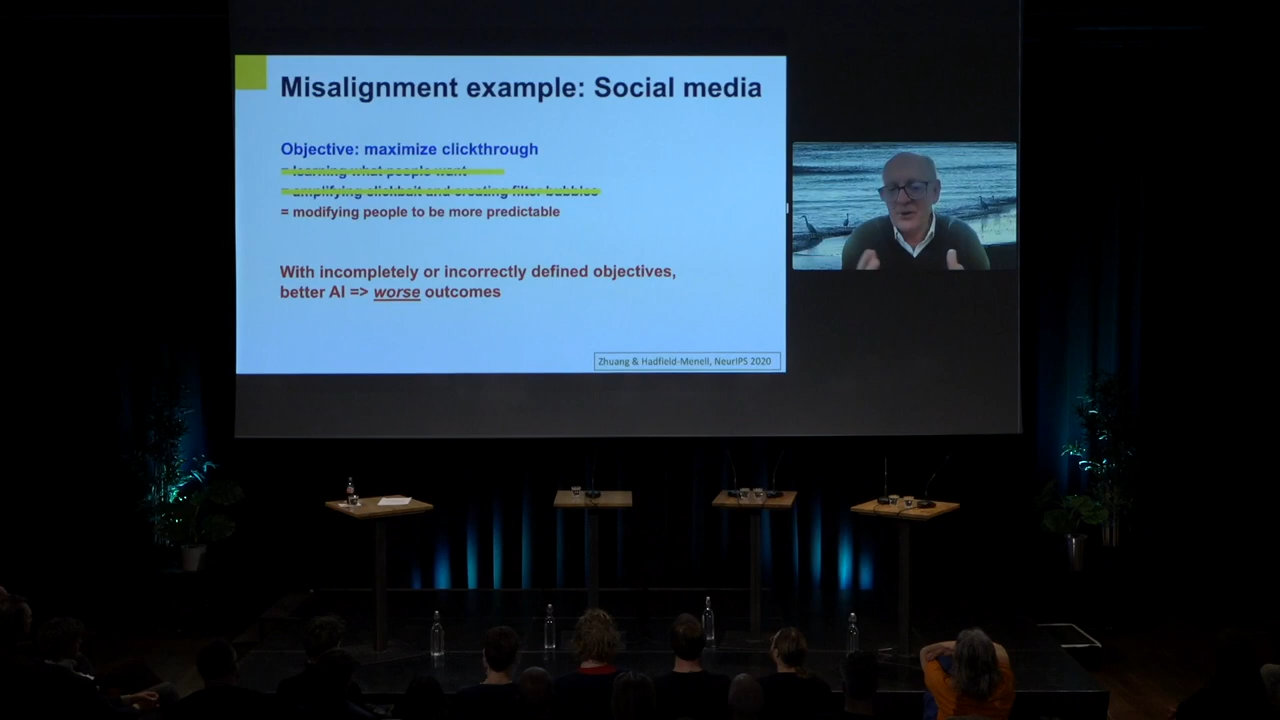 Misalignment example: Social media
Objective: maximize clickthrough
= learning what people want
= amplifying clickbait and creating filter bubbles
= modifying people to be more predictable
With incompletely or incorrectly defined objectives,
better AI => worse outcomes
Zhuang & Hadfield-Menell, NeurIPS 2020